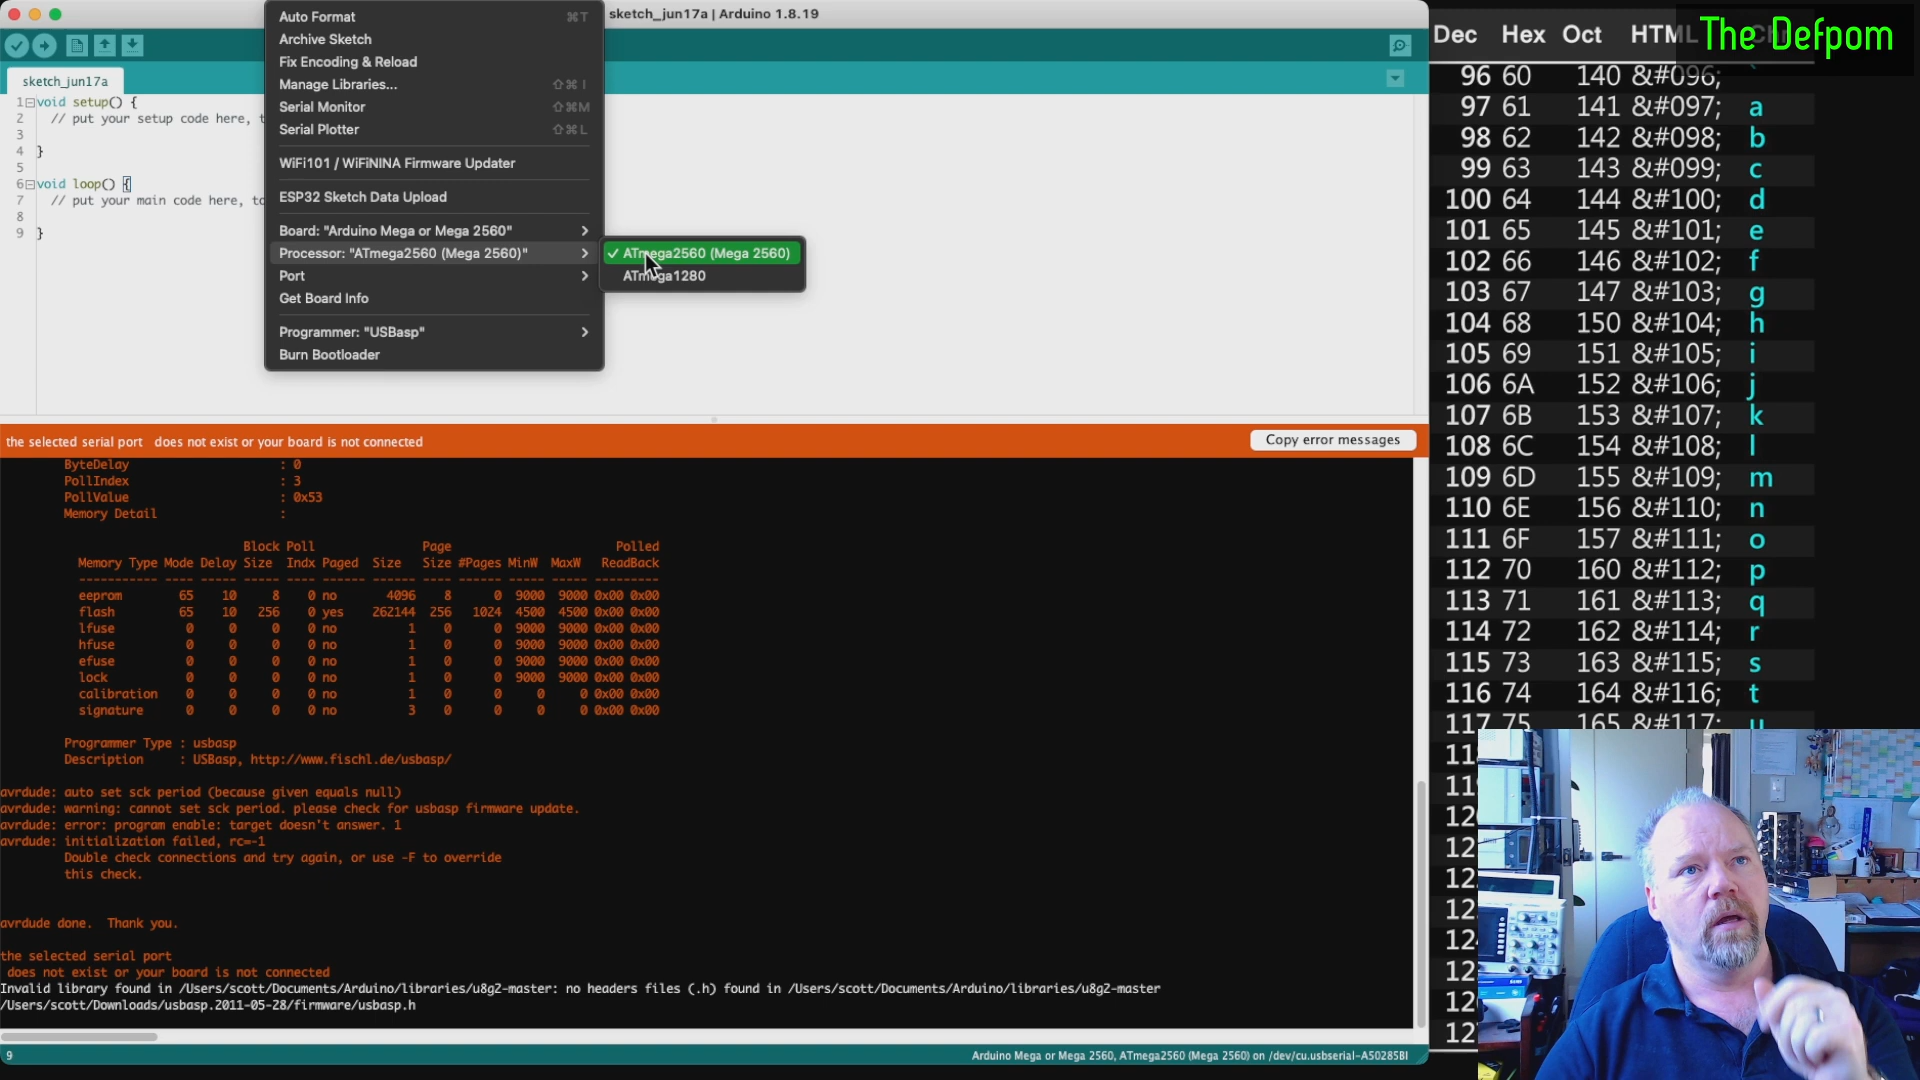 sketch_jun17a | Arduino 1.8.19
Auto Format ⌘T
Archive Sketch
Fix Encoding & Reload
Manage Libraries... ⇧⌘I
Serial Monitor ⇧⌘M
Serial Plotter ⇧⌘L
WiFi101 / WiFiNINA Firmware Updater
ESP32 Sketch Data Upload
Board: "Arduino Mega or Mega 2560"
Processor: "ATmega2560 (Mega 2560)"
Port
Get Board Info
Programmer: "USBasp"
Burn Bootloader
✓ ATmega2560 (Mega 2560)
ATmega1280
sketch_jun17a
1 void setup() {
2 // put your setup code here, t
3
4 }
5
6 void loop() {
7 // put your main code here, to
8
9 }
the selected serial port does not exist or your board is not connected
Copy error messages
ByteDelay : 0
PollIndex : 3
PollValue : 0x53
Memory Detail :
Block Poll Page Polled
Memory Type Mode Delay Size Indx Paged Size Size #Pages MinW MaxW ReadBack
----------- ---- ----- ----- ---- ------ ------ ---- ------ ----- ----- ---------
eeprom 65 10 8 0 no 4096 8 0 9000 9000 0x00 0x00
flash 65 10 256 0 yes 262144 256 1024 4500 4500 0x00 0x00
lfuse 0 0 0 0 no 1 0 0 9000 9000 0x00 0x00
hfuse 0 0 0 0 no 1 0 0 9000 9000 0x00 0x00
efuse 0 0 0 0 no 1 0 0 9000 9000 0x00 0x00
lock 0 0 0 0 no 1 0 0 9000 9000 0x00 0x00
calibration 0 0 0 0 no 1 0 0 0 0 0x00 0x00
signature 0 0 0 0 no 3 0 0 0 0 0x00 0x00
Programmer Type : usbasp
Description : USBasp, http://www.fischl.de/usbasp/
avrdude: auto set sck period (because given equals null)
avrdude: warning: cannot set sck period. please check for usbasp firmware update.
avrdude: error: program enable: target doesn't answer. 1
avrdude: initialization failed, rc=-1
Double check connections and try again, or use -F to override
this check.
avrdude done. Thank you.
the selected serial port
does not exist or your board is not connected
Invalid library found in /Users/scott/Documents/Arduino/libraries/u8g2-master: no headers files (.h) found in /Users/scott/Documents/Arduino/libraries/u8g2-master
/Users/scott/Downloads/usbasp.2011-05-28/firmware/usbasp.h
9
Arduino Mega or Mega 2560, ATmega2560 (Mega 2560) on /dev/cu.usbserial-A50285BI
The Defpom
Dec Hex Oct HTML
96 60 140 &#096; `
97 61 141 &#097; a
98 62 142 &#098; b
99 63 143 &#099; c
100 64 144 &#100; d
101 65 145 &#101; e
102 66 146 &#102; f
103 67 147 &#103; g
104 68 150 &#104; h
105 69 151 &#105; i
106 6A 152 &#106; j
107 6B 153 &#107; k
108 6C 154 &#108; l
109 6D 155 &#109; m
110 6E 156 &#110; n
111 6F 157 &#111; o
112 70 160 &#112; p
113 71 161 &#113; q
114 72 162 &#114; r
115 73 163 &#115; s
116 74 164 &#116; t
117 75 165 &#117; u